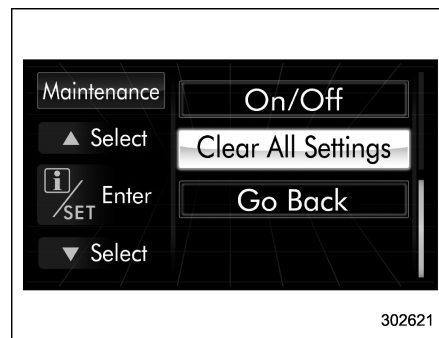 Maintenance
▲ Select
i/SET Enter
▼ Select
On/Off
Clear All Settings
Go Back
302621